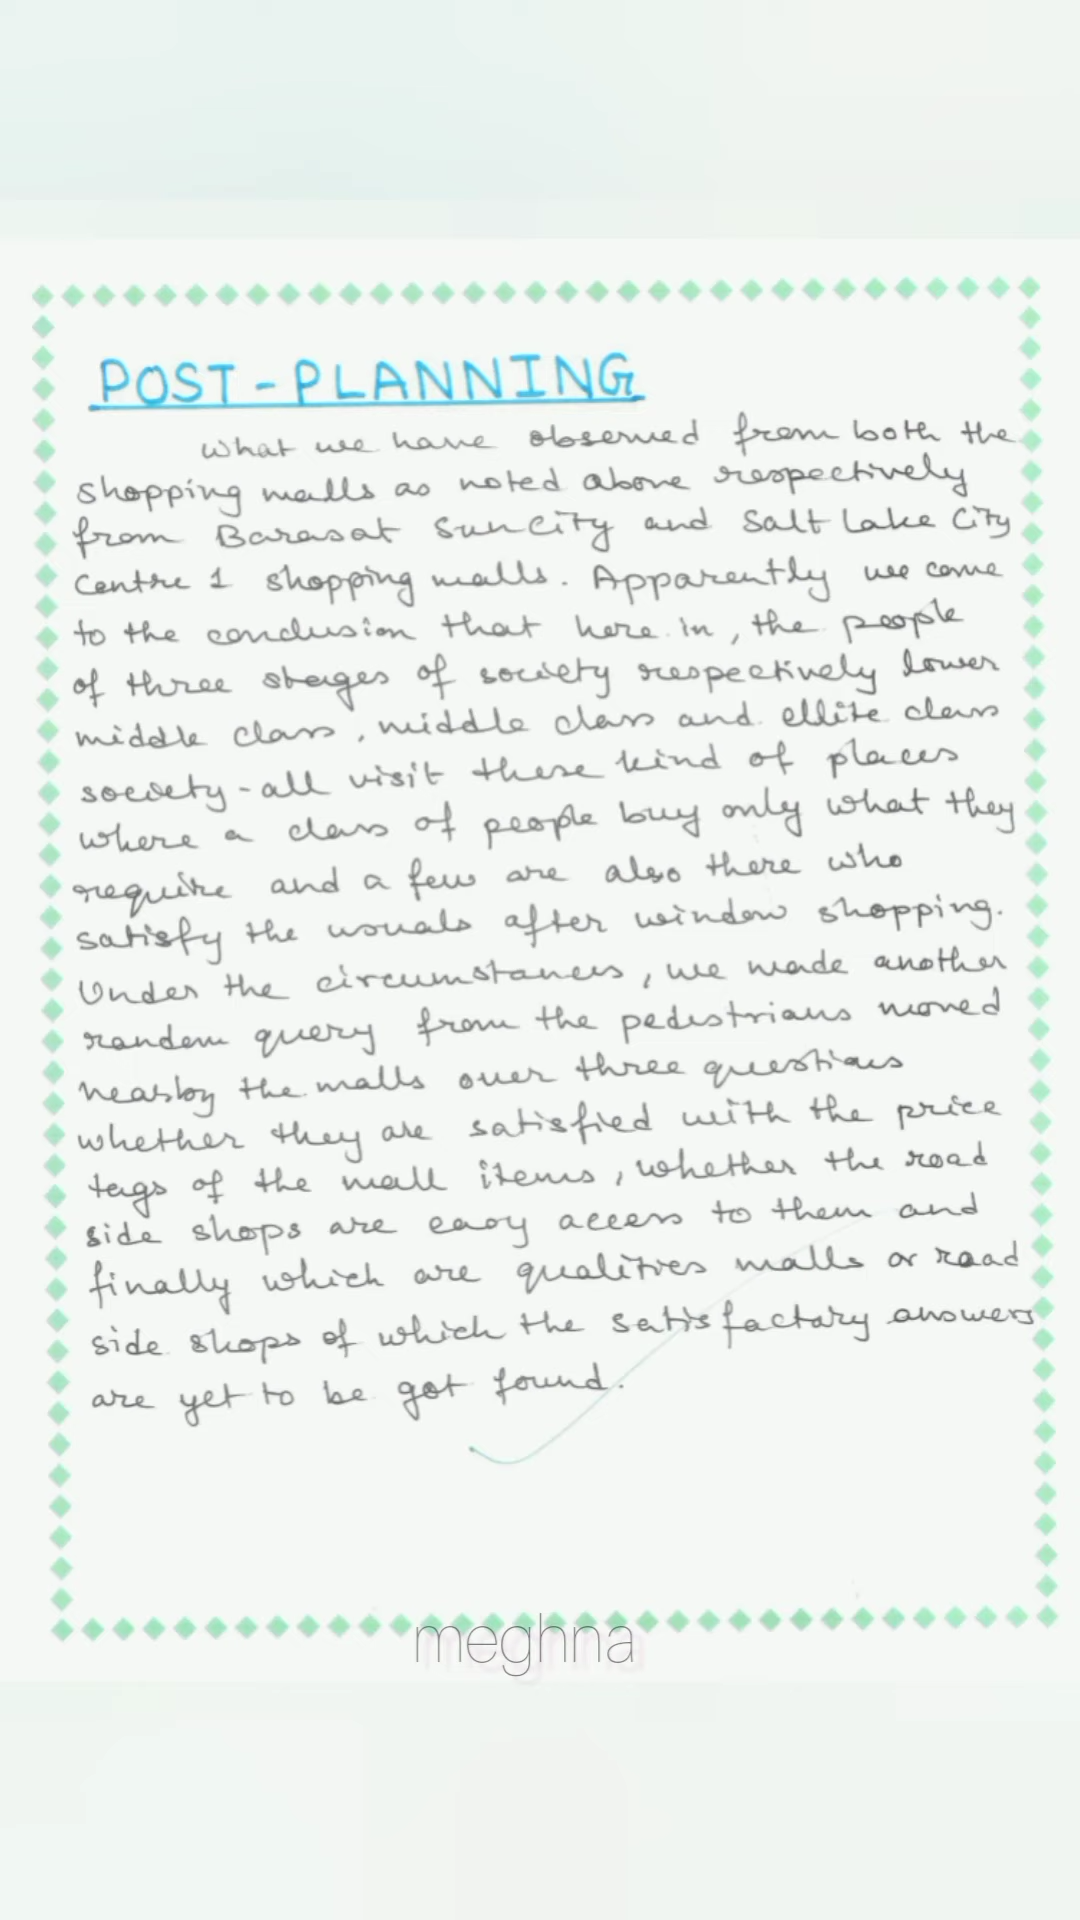 POST-PLANNING
What we have observed from both the
shopping malls as noted above respectively
from Barasat Suncity and Salt Lake City
Centre 1 shopping malls. Apparently we came
to the conclusion that here in, the people
of three stages of society respectively lower
middle class, middle class and ellite class
society - all visit these kind of places
where a class of people buy only what they
require and a few are also there who
satisfy the usuals after window shopping.
Under the circumstances, we made another
random query from the pedestrians moved
nearby the malls over three questions
whether they are satisfied with the price
tags of the mall items, whether the road
side shops are easy access to them and
finally which are qualities malls or road
side shops of which the satisfactory answers
are yet to be got found.
meghna